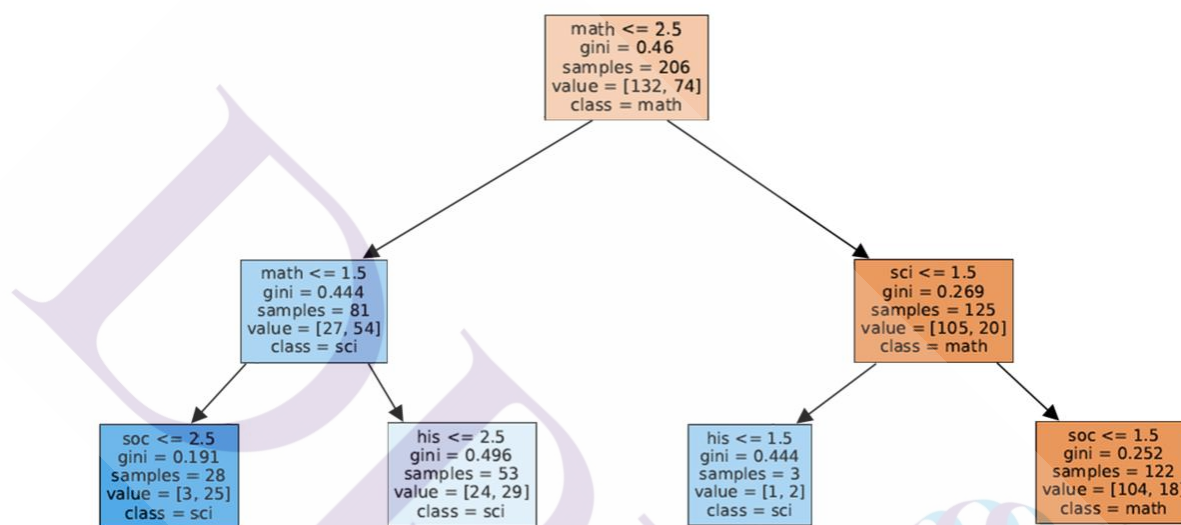 math <= 2.5
gini = 0.46
samples = 206
value = [132, 74]
class = math
math <= 1.5
gini = 0.444
samples = 81
value = [27, 54]
class = sci
sci <= 1.5
gini = 0.269
samples = 125
value = [105, 20]
class = math
soc <= 2.5
gini = 0.191
samples = 28
value = [3, 25]
class = sci
his <= 2.5
gini = 0.496
samples = 53
value = [24, 29]
class = sci
his <= 1.5
gini = 0.444
samples = 3
value = [1, 2]
class = sci
soc <= 1.5
gini = 0.252
samples = 122
value = [104, 18]
class = math